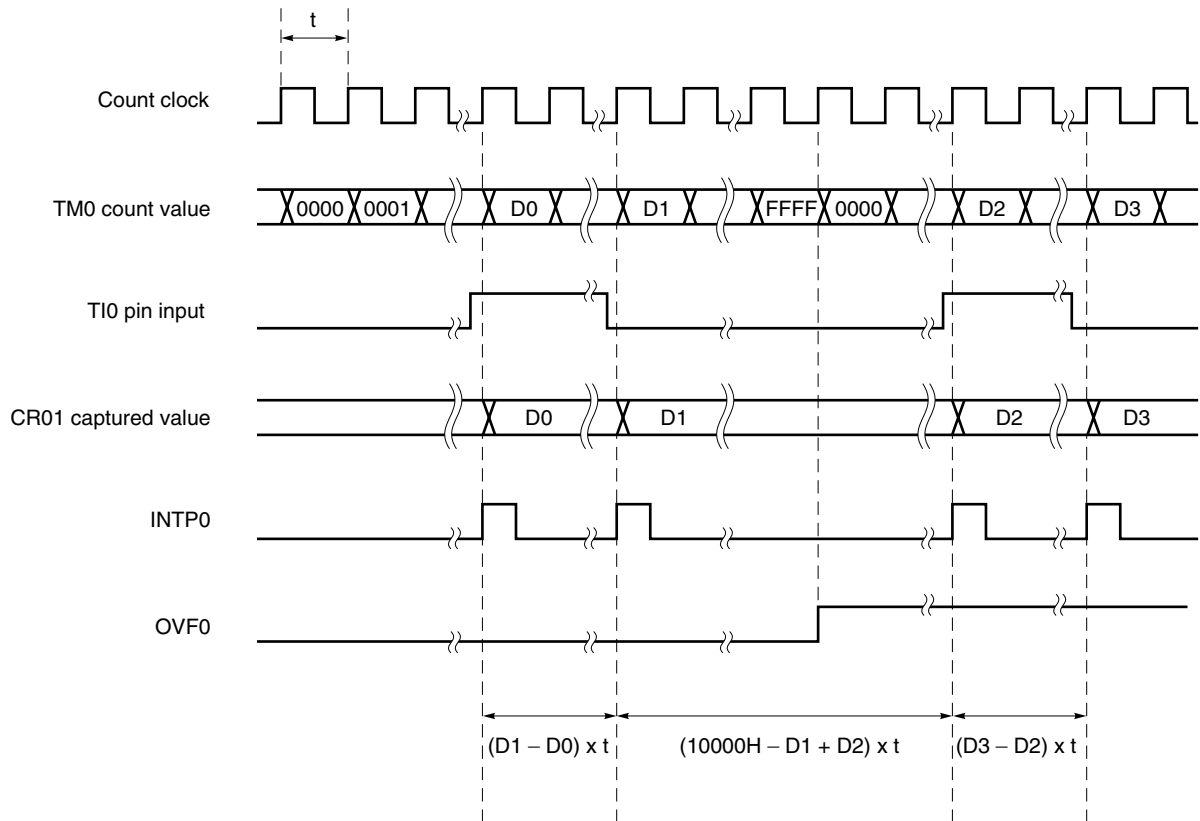 t
Count clock
TM0 count value
0000 0001 D0 D1 FFFF 0000 D2 D3
TI0 pin input
CR01 captured value
D0 D1 D2 D3
INTP0
OVF0
(D1 – D0) x t (10000H – D1 + D2) x t (D3 – D2) x t